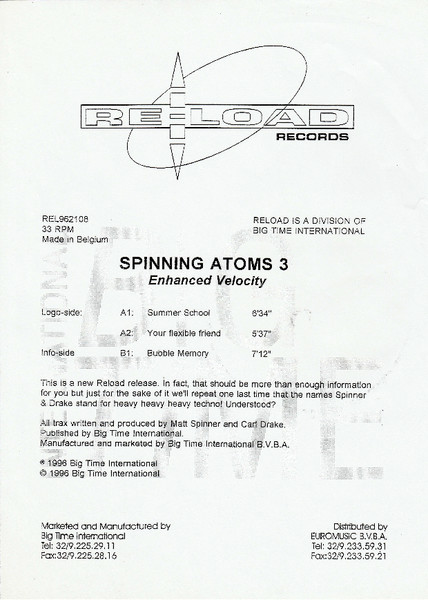 RE-LOAD
RECORDS
REL962108
33 RPM
Made in Belgium
RELOAD IS A DIVISION OF
BIG TIME INTERNATIONAL
SPINNING ATOMS 3
Enhanced Velocity
Logo-side: A1: Summer School 6'34"
A2: Your flexible friend 5'37"
Info-side B1: Bubble Memory 7'12"
This is a new Reload release. In fact, that should be more than enough information
for you but just for the sake of it we'll repeat one last time that the names Spinner
& Drake stand for heavy heavy heavy techno! Understood?
All trax written and produced by Matt Spinner and Carl Drake.
Published by Big Time International.
Manufactured and marketed by Big Time International B.V.B.A.
℗ 1996 Big Time International
© 1996 Big Time International
Marketed and Manufactured by
Big Time International
Tel: 32/9.225.29.11
Fax:32/9.225.28.16
Distributed by
EUROMUSIC B.V.B.A.
Tel: 32/9.233.59.31
Fax:32/9.233.59.21
BIG
TIME
INTERNATIONAL